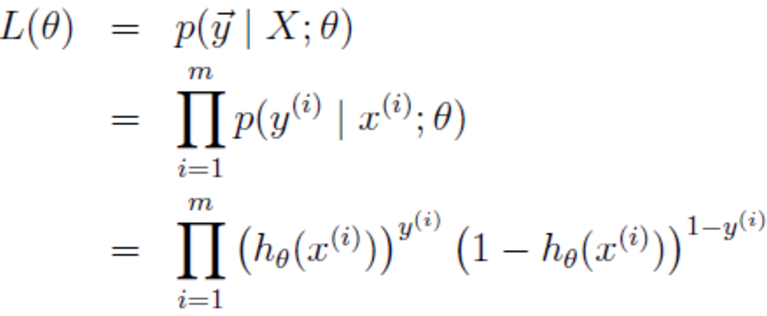 L(θ) = p(y⃗ | X; θ)
= ∏_{i=1}^{m} p(y^{(i)} | x^{(i)}; θ)
= ∏_{i=1}^{m} (h_θ(x^{(i)}))^{y^{(i)}} (1 − h_θ(x^{(i)}))^{1−y^{(i)}}